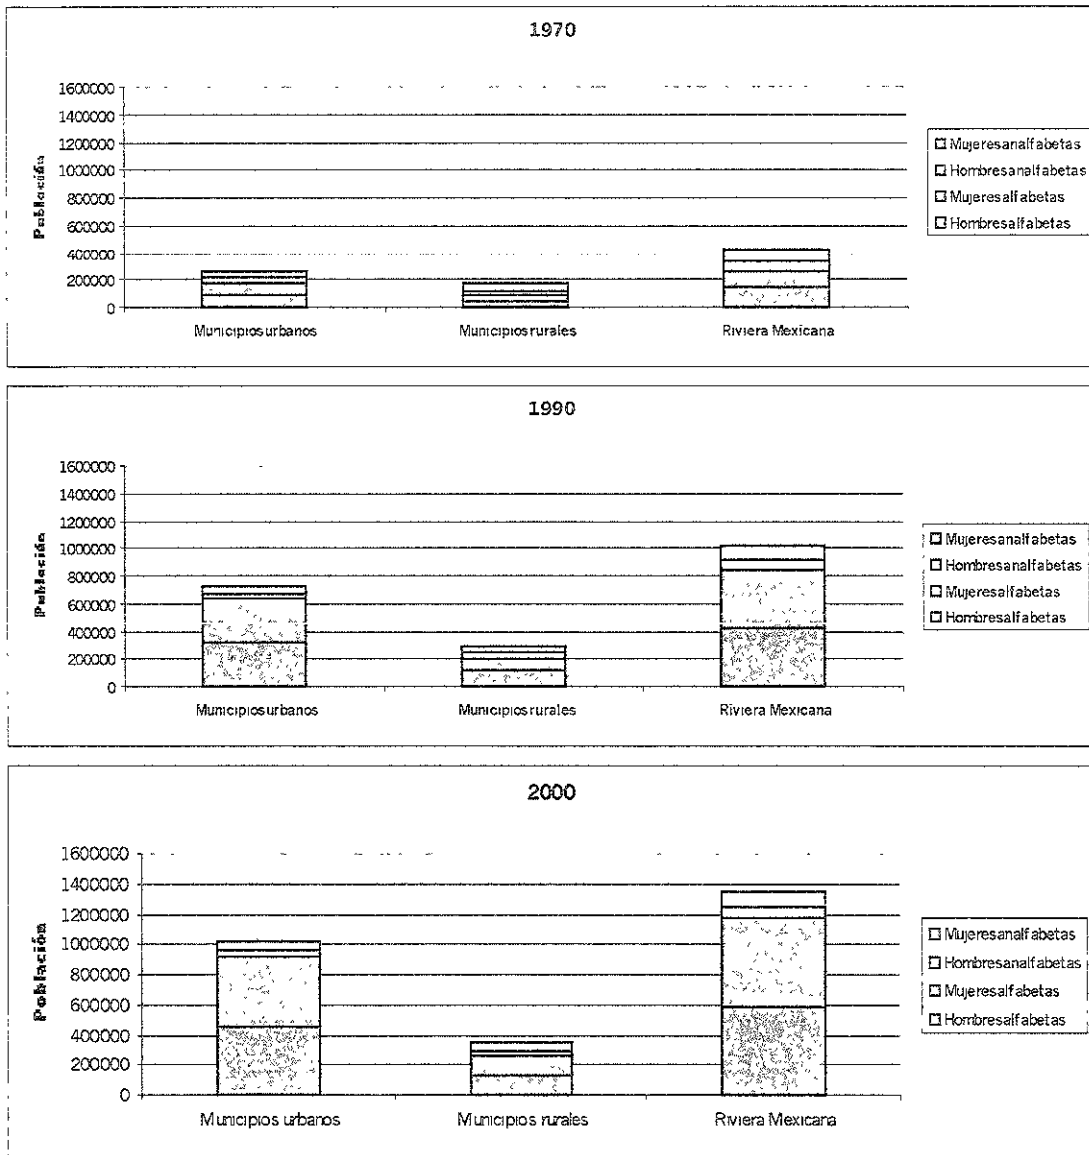 1970
Población
1600000
1400000
1200000
1000000
800000
600000
400000
200000
0
Municipiosurbanos
Municipiosrurales
Riviera Mexicana
Mujeresanalfabetas
Hombresanalfabetas
Mujeresalfabetas
Hombresalfabetas
1990
Población
1600000
1400000
1200000
1000000
800000
600000
400000
200000
0
Municipiosurbanos
Municipiosrurales
Riviera Mexicana
Mujeresanalfabetas
Hombresanalfabetas
Mujeresalfabetas
Hombresalfabetas
2000
Población
1600000
1400000
1200000
1000000
800000
600000
400000
200000
0
Municipios urbanos
Municipios rurales
Riviera Mexicana
Mujeresanalfabetas
Hombresanalfabetas
Mujeresalfabetas
Hombresalfabetas